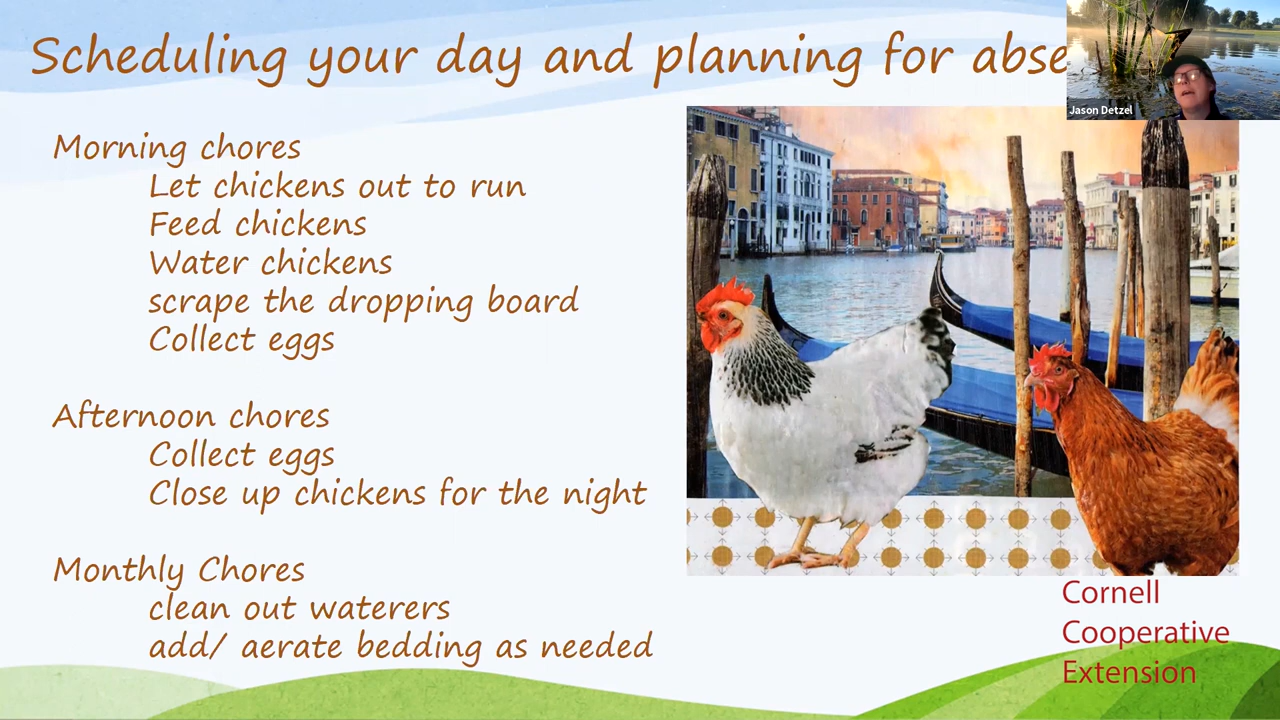 Scheduling your day and planning for abse
Jason Detzel
Morning chores
Let chickens out to run
Feed chickens
Water chickens
scrape the dropping board
Collect eggs
Afternoon chores
Collect eggs
Close up chickens for the night
Monthly Chores
clean out waterers
add/ aerate bedding as needed
Cornell
Cooperative
Extension